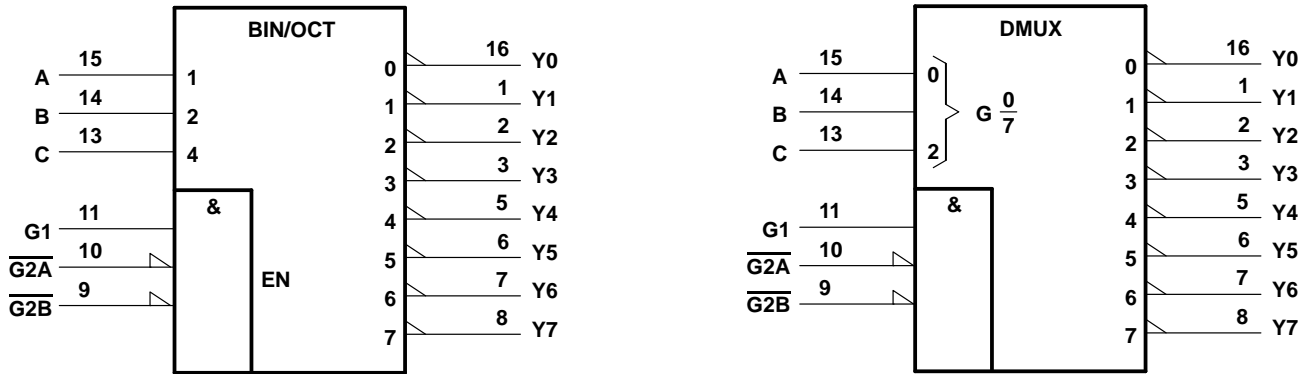 BIN/OCT
A 15 1
B 14 2
C 13 4
&
G1 11
G2A 10
G2B 9
EN
0 16 Y0
1 1 Y1
2 2 Y2
3 3 Y3
4 5 Y4
5 6 Y5
6 7 Y6
7 8 Y7
DMUX
A 15 0
B 14
C 13 2
G 0/7
&
G1 11
G2A 10
G2B 9
0 16 Y0
1 1 Y1
2 2 Y2
3 3 Y3
4 5 Y4
5 6 Y5
6 7 Y6
7 8 Y7